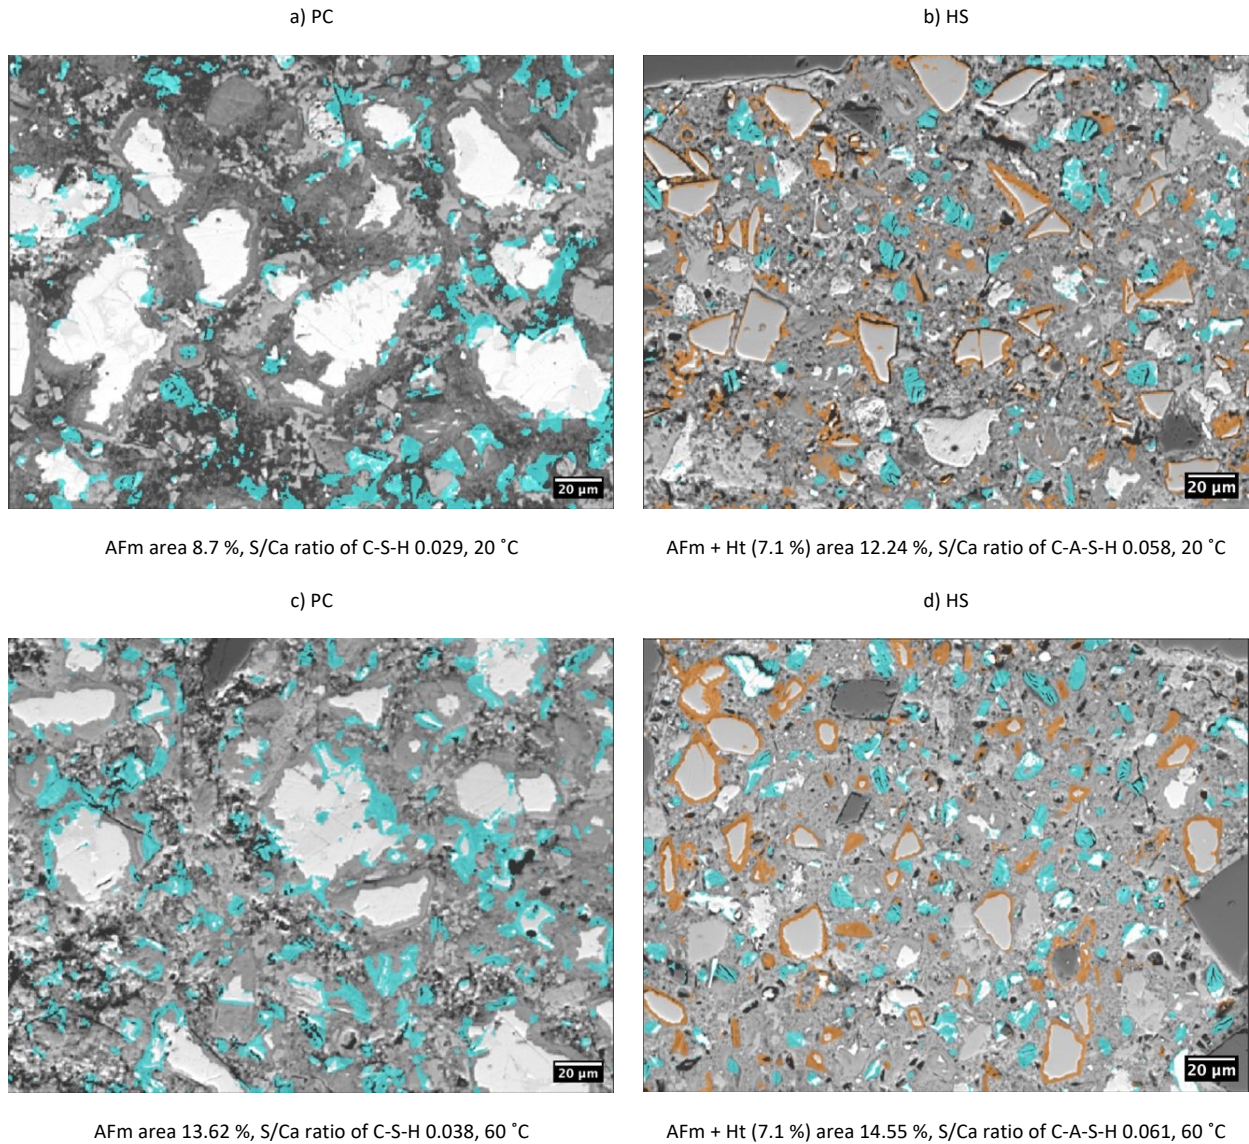 a) PC
b) HS
20 µm
20 µm
AFm area 8.7 %, S/Ca ratio of C-S-H 0.029, 20 ˚C
AFm + Ht (7.1 %) area 12.24 %, S/Ca ratio of C-A-S-H 0.058, 20 ˚C
c) PC
d) HS
20 µm
20 µm
AFm area 13.62 %, S/Ca ratio of C-S-H 0.038, 60 ˚C
AFm + Ht (7.1 %) area 14.55 %, S/Ca ratio of C-A-S-H 0.061, 60 ˚C